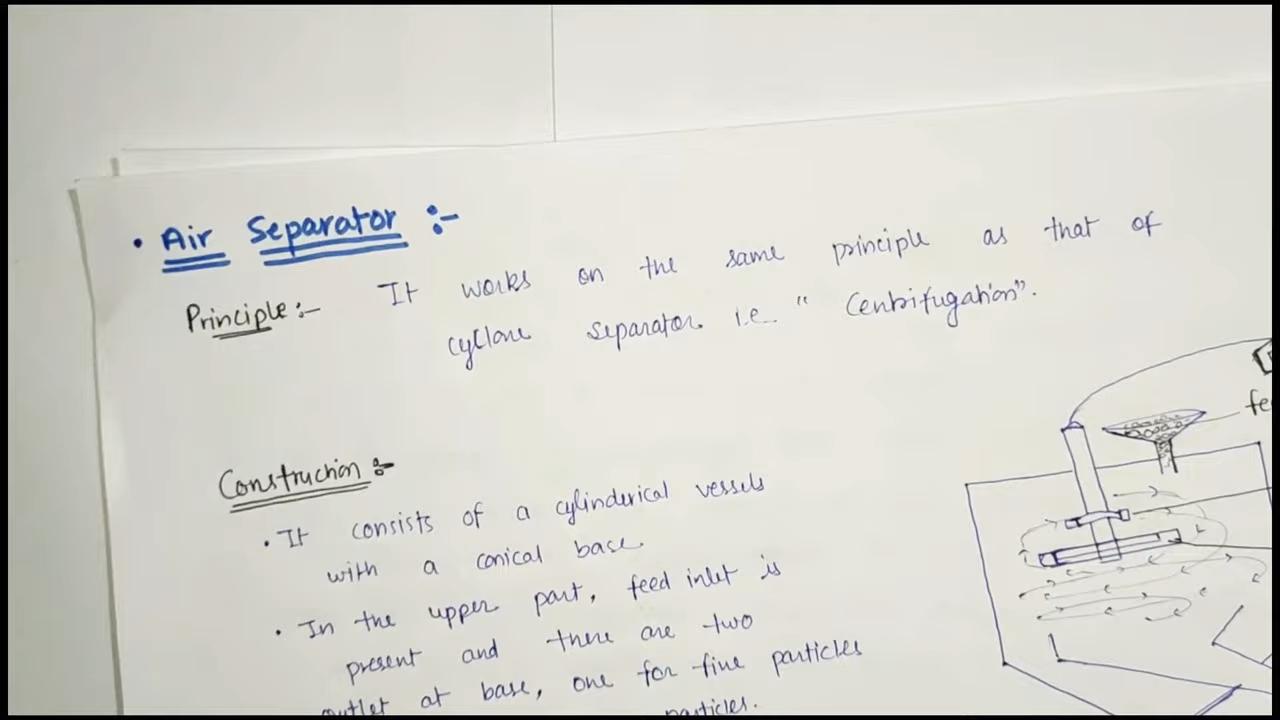 • Air Separator :-
Principle:- It works on the same principle as that of
cyclone separator i.e. "Centrifugation".
Construction :-
• It consists of a cylinderical vessels
with a conical base.
• In the upper part, feed inlet is
present and there are two
outlet at base, one for fine particles
particles.
fe